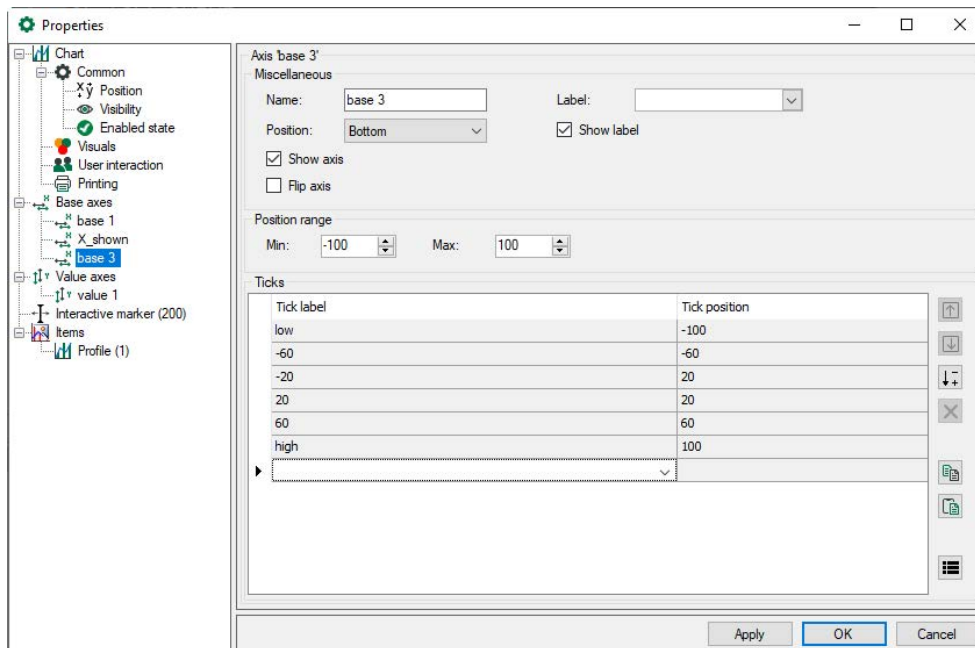 Properties
Chart
Common
Position
Visibility
Enabled state
Visuals
User interaction
Printing
Base axes
base 1
X_shown
base 3
Value axes
value 1
Interactive marker (200)
Items
Profile (1)
Axis 'base 3'
Miscellaneous
Name: base 3 Label:
Position: Bottom Show label
Show axis
Flip axis
Position range
Min: -100 Max: 100
Ticks
Tick label Tick position
low -100
-60 -60
-20 20
20 20
60 60
high 100
Apply OK Cancel